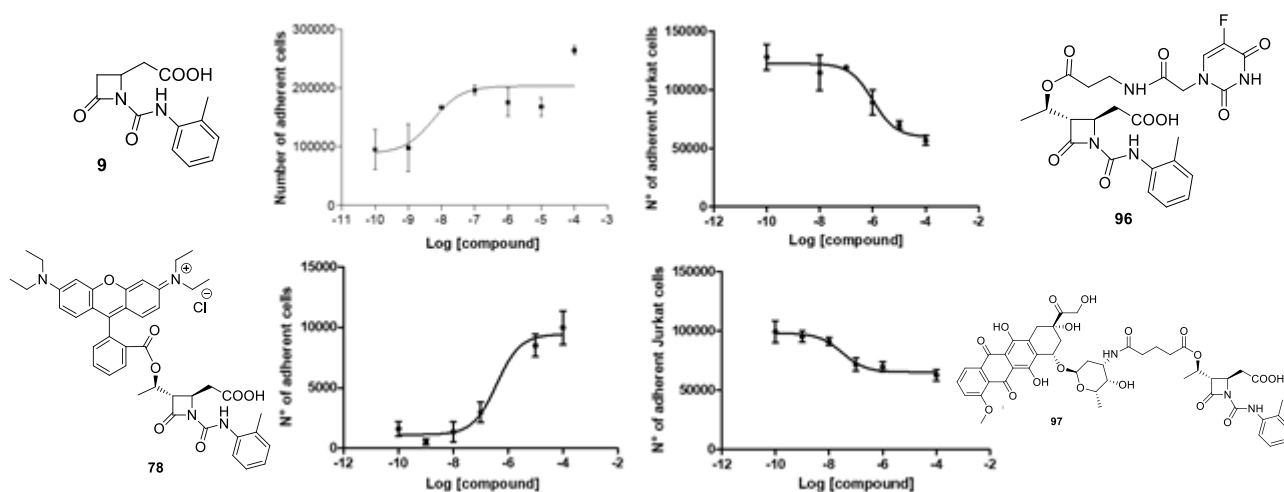 COOH
N
O
NH
O
9
Number of adherent cells
300000
200000
100000
0
-11 -10 -9 -8 -7 -6 -5 -4 -3
Log [compound]
N° of adherent Jurkat cells
150000
100000
50000
0
-12 -10 -8 -6 -4 -2
Log [compound]
F
O
O
O
N
NH
O
N
H
O
COOH
N
O
NH
O
96
N
O
N
+
Cl
−
O
O
COOH
N
O
NH
O
78
N° of adherent cells
15000
10000
5000
0
-12 -10 -8 -6 -4 -2
Log [compound]
N° of adherent Jurkat cells
150000
100000
50000
0
-12 -10 -8 -6 -4 -2
Log [compound]
O
OH
O
OH
OH
O
O
OH
O
O
O
HN
OH
O
O
O
COOH
N
O
NH
O
97